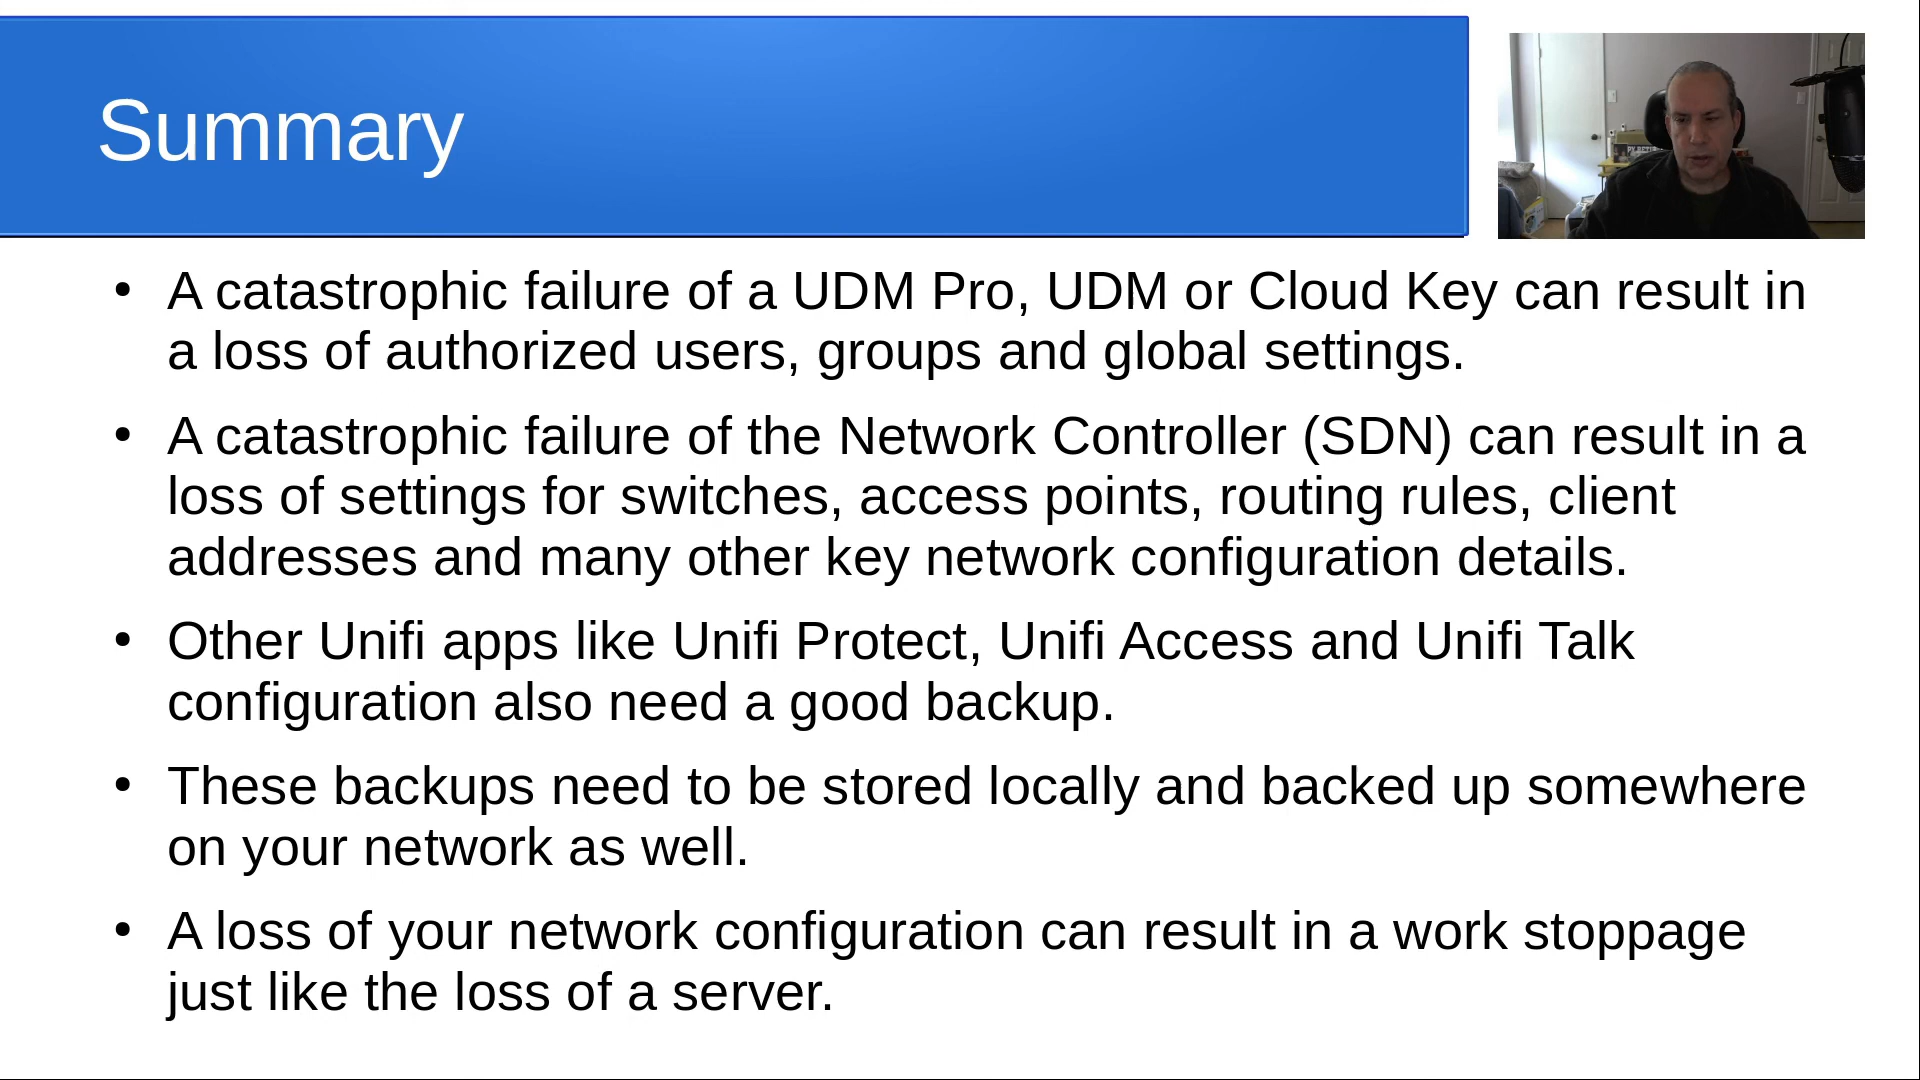 Summary
• A catastrophic failure of a UDM Pro, UDM or Cloud Key can result in
a loss of authorized users, groups and global settings.
• A catastrophic failure of the Network Controller (SDN) can result in a
loss of settings for switches, access points, routing rules, client
addresses and many other key network configuration details.
• Other Unifi apps like Unifi Protect, Unifi Access and Unifi Talk
configuration also need a good backup.
• These backups need to be stored locally and backed up somewhere
on your network as well.
• A loss of your network configuration can result in a work stoppage
just like the loss of a server.